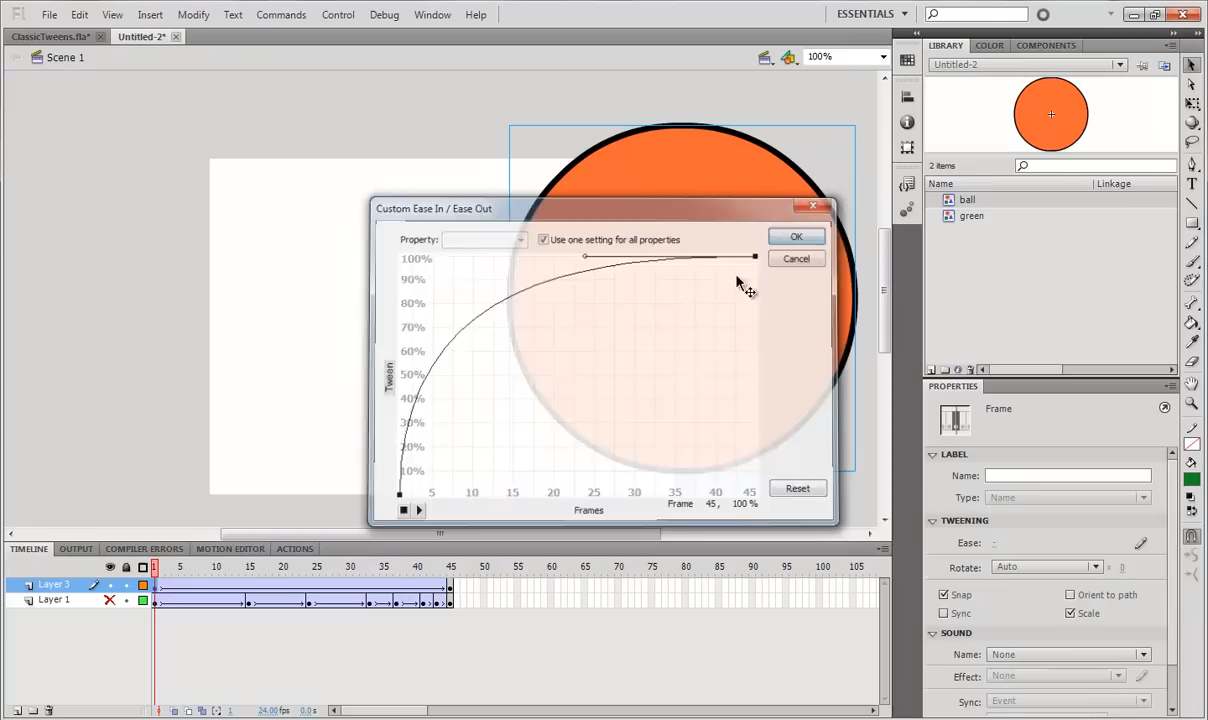 Fl File Edit View Insert Modify Text Commands Control Debug Window Help ESSENTIALS
ClassicTweens.fla* Untitled-2*
Scene 1 100%
LIBRARY COLOR COMPONENTS
Untitled-2
2 items
Name Linkage
ball
green
Custom Ease In / Ease Out
Property: Use one setting for all properties OK
Cancel
100%
90%
80%
70%
60%
50%
40%
30%
20%
10%
Tween
5 10 15 20 25 30 35 40 45
Frame 45, 100 %
Frames
Reset
PROPERTIES
Frame
LABEL
Name:
Type: Name
TWEENING
Ease: -
Rotate: Auto x 0
Snap Orient to path
Sync Scale
SOUND
Name: None
Effect: None
Sync: Event
TIMELINE OUTPUT COMPILER ERRORS MOTION EDITOR ACTIONS
1 5 10 15 20 25 30 35 40 45 50 55 60 65 70 75 80 85 90 95 100 105
Layer 3
Layer 1
1 24.00fps 0.0s